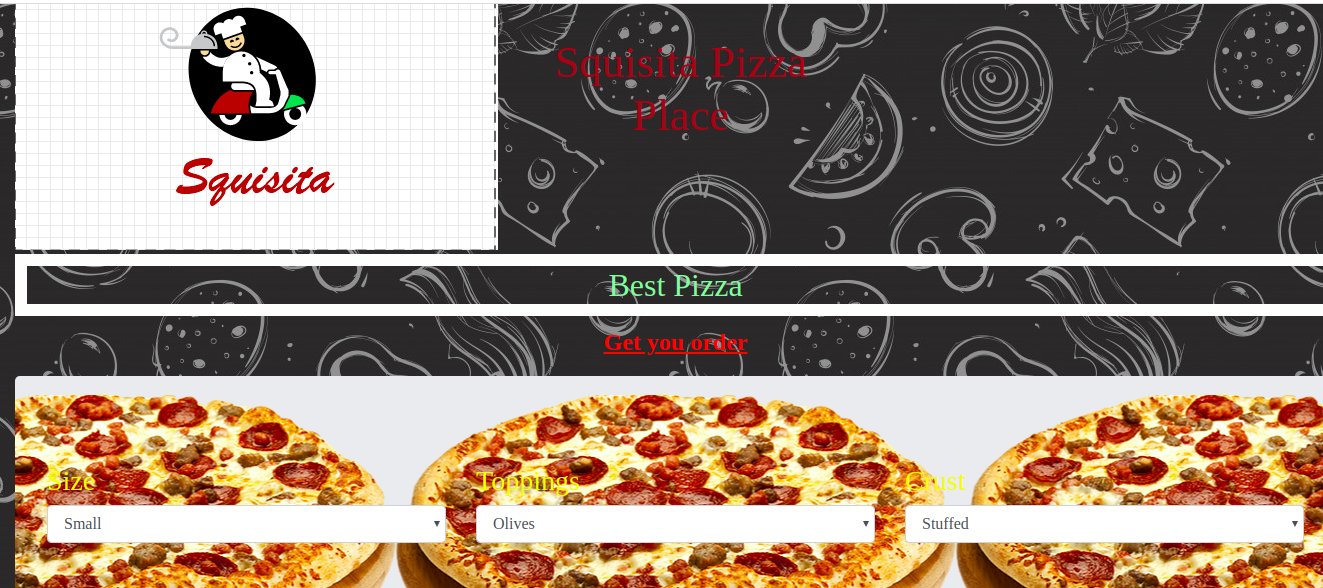 Squisita
Squisita Pizza
Place
Best Pizza
Get you order
Size
Toppings
Crust
Small
Olives
Stuffed